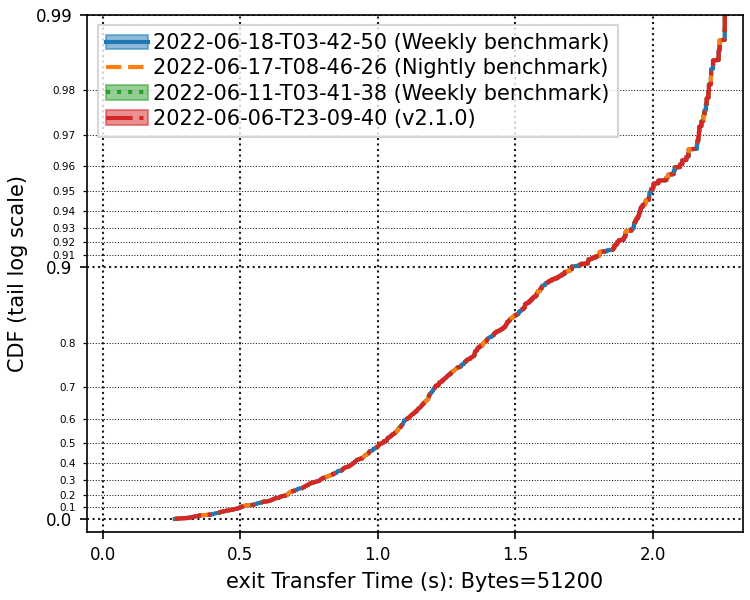 0.99
0.98
0.97
0.96
0.95
0.94
0.93
0.92
0.91
0.9
0.8
0.7
0.6
0.5
0.4
0.3
0.2
0.1
0.0
CDF (tail log scale)
2022-06-18-T03-42-50 (Weekly benchmark)
2022-06-17-T08-46-26 (Nightly benchmark)
2022-06-11-T03-41-38 (Weekly benchmark)
2022-06-06-T23-09-40 (v2.1.0)
0.0 0.5 1.0 1.5 2.0
exit Transfer Time (s): Bytes=51200